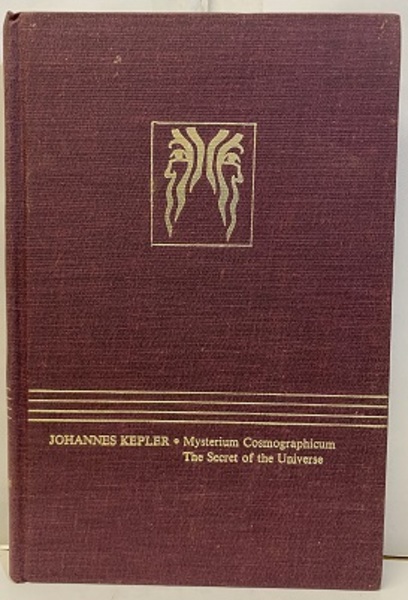 JOHANNES KEPLER • Mysterium Cosmographicum
The Secret of the Universe